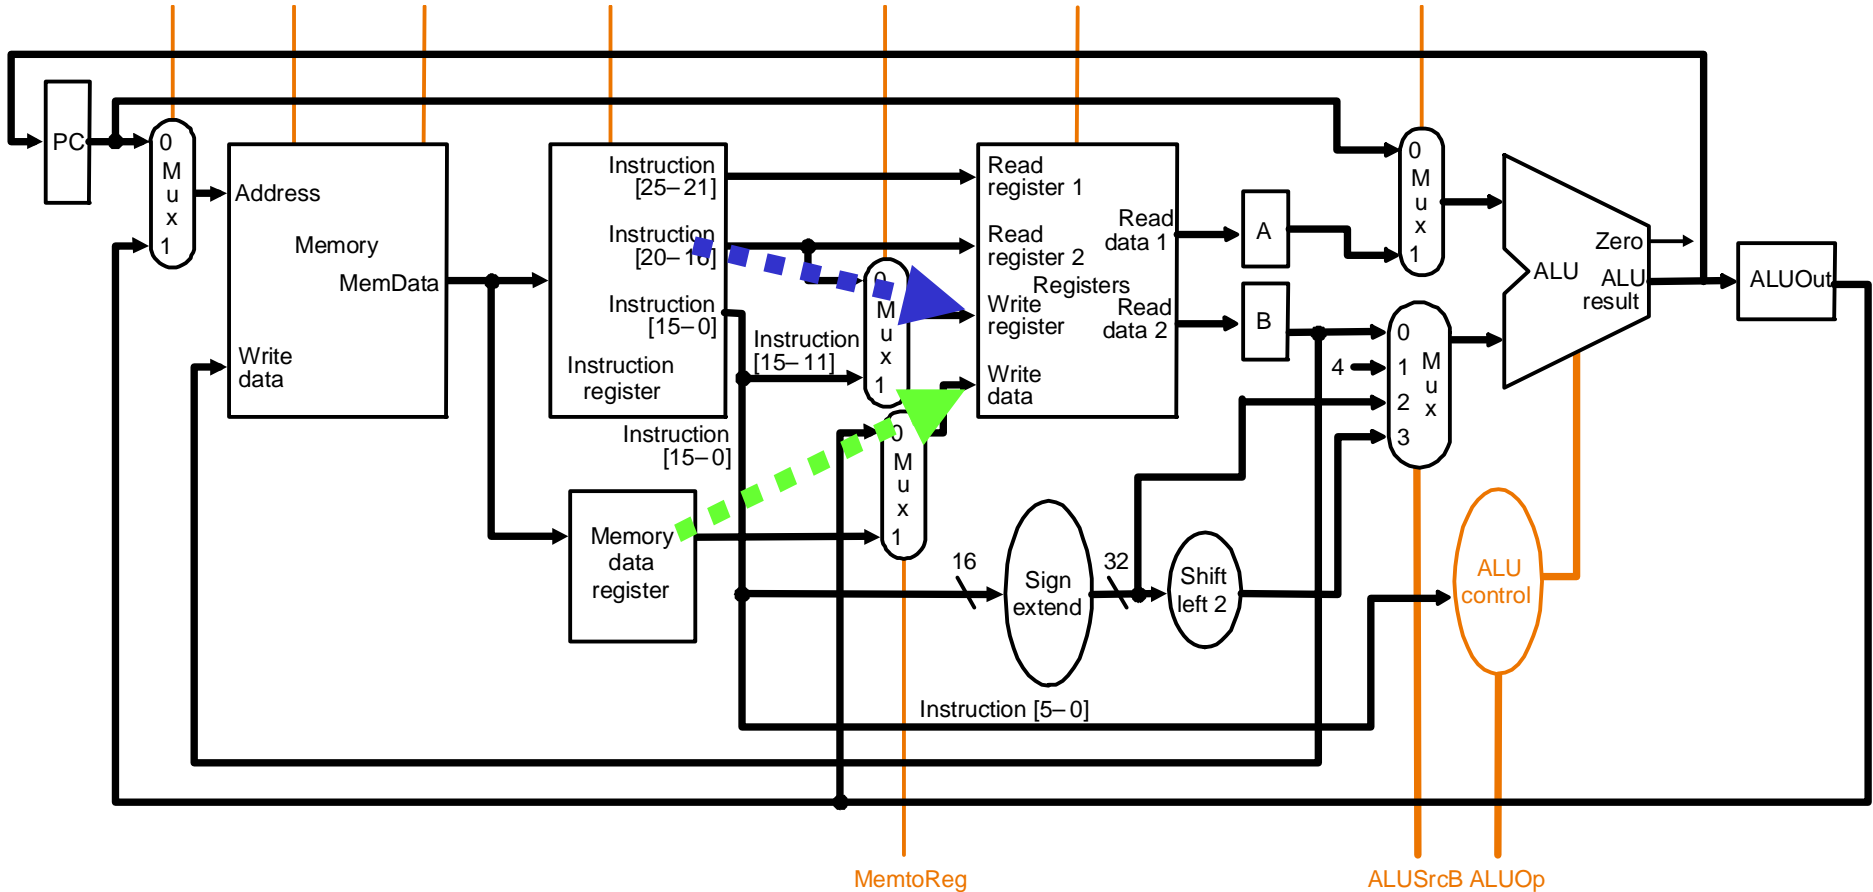 PC
0
M
u
x
1
Address
Memory
MemData
Write
data
Instruction
[25–21]
Instruction
[20–16]
Instruction
[15–0]
Instruction
register
Instruction
[15–0]
Memory
data
register
Instruction
[15–11]
0
M
u
x
1
0
M
u
x
1
Read
register 1
Read
register 2
Registers
Write
register
Write
data
Read
data 1
Read
data 2
A
B
4
0
M
u
x
1
0
1
2
3
M
u
x
Zero
ALU
ALU
result
ALUOut
16
Sign
extend
32
Shift
left 2
ALU
control
Instruction [5–0]
MemtoReg
ALUSrcB ALUOp